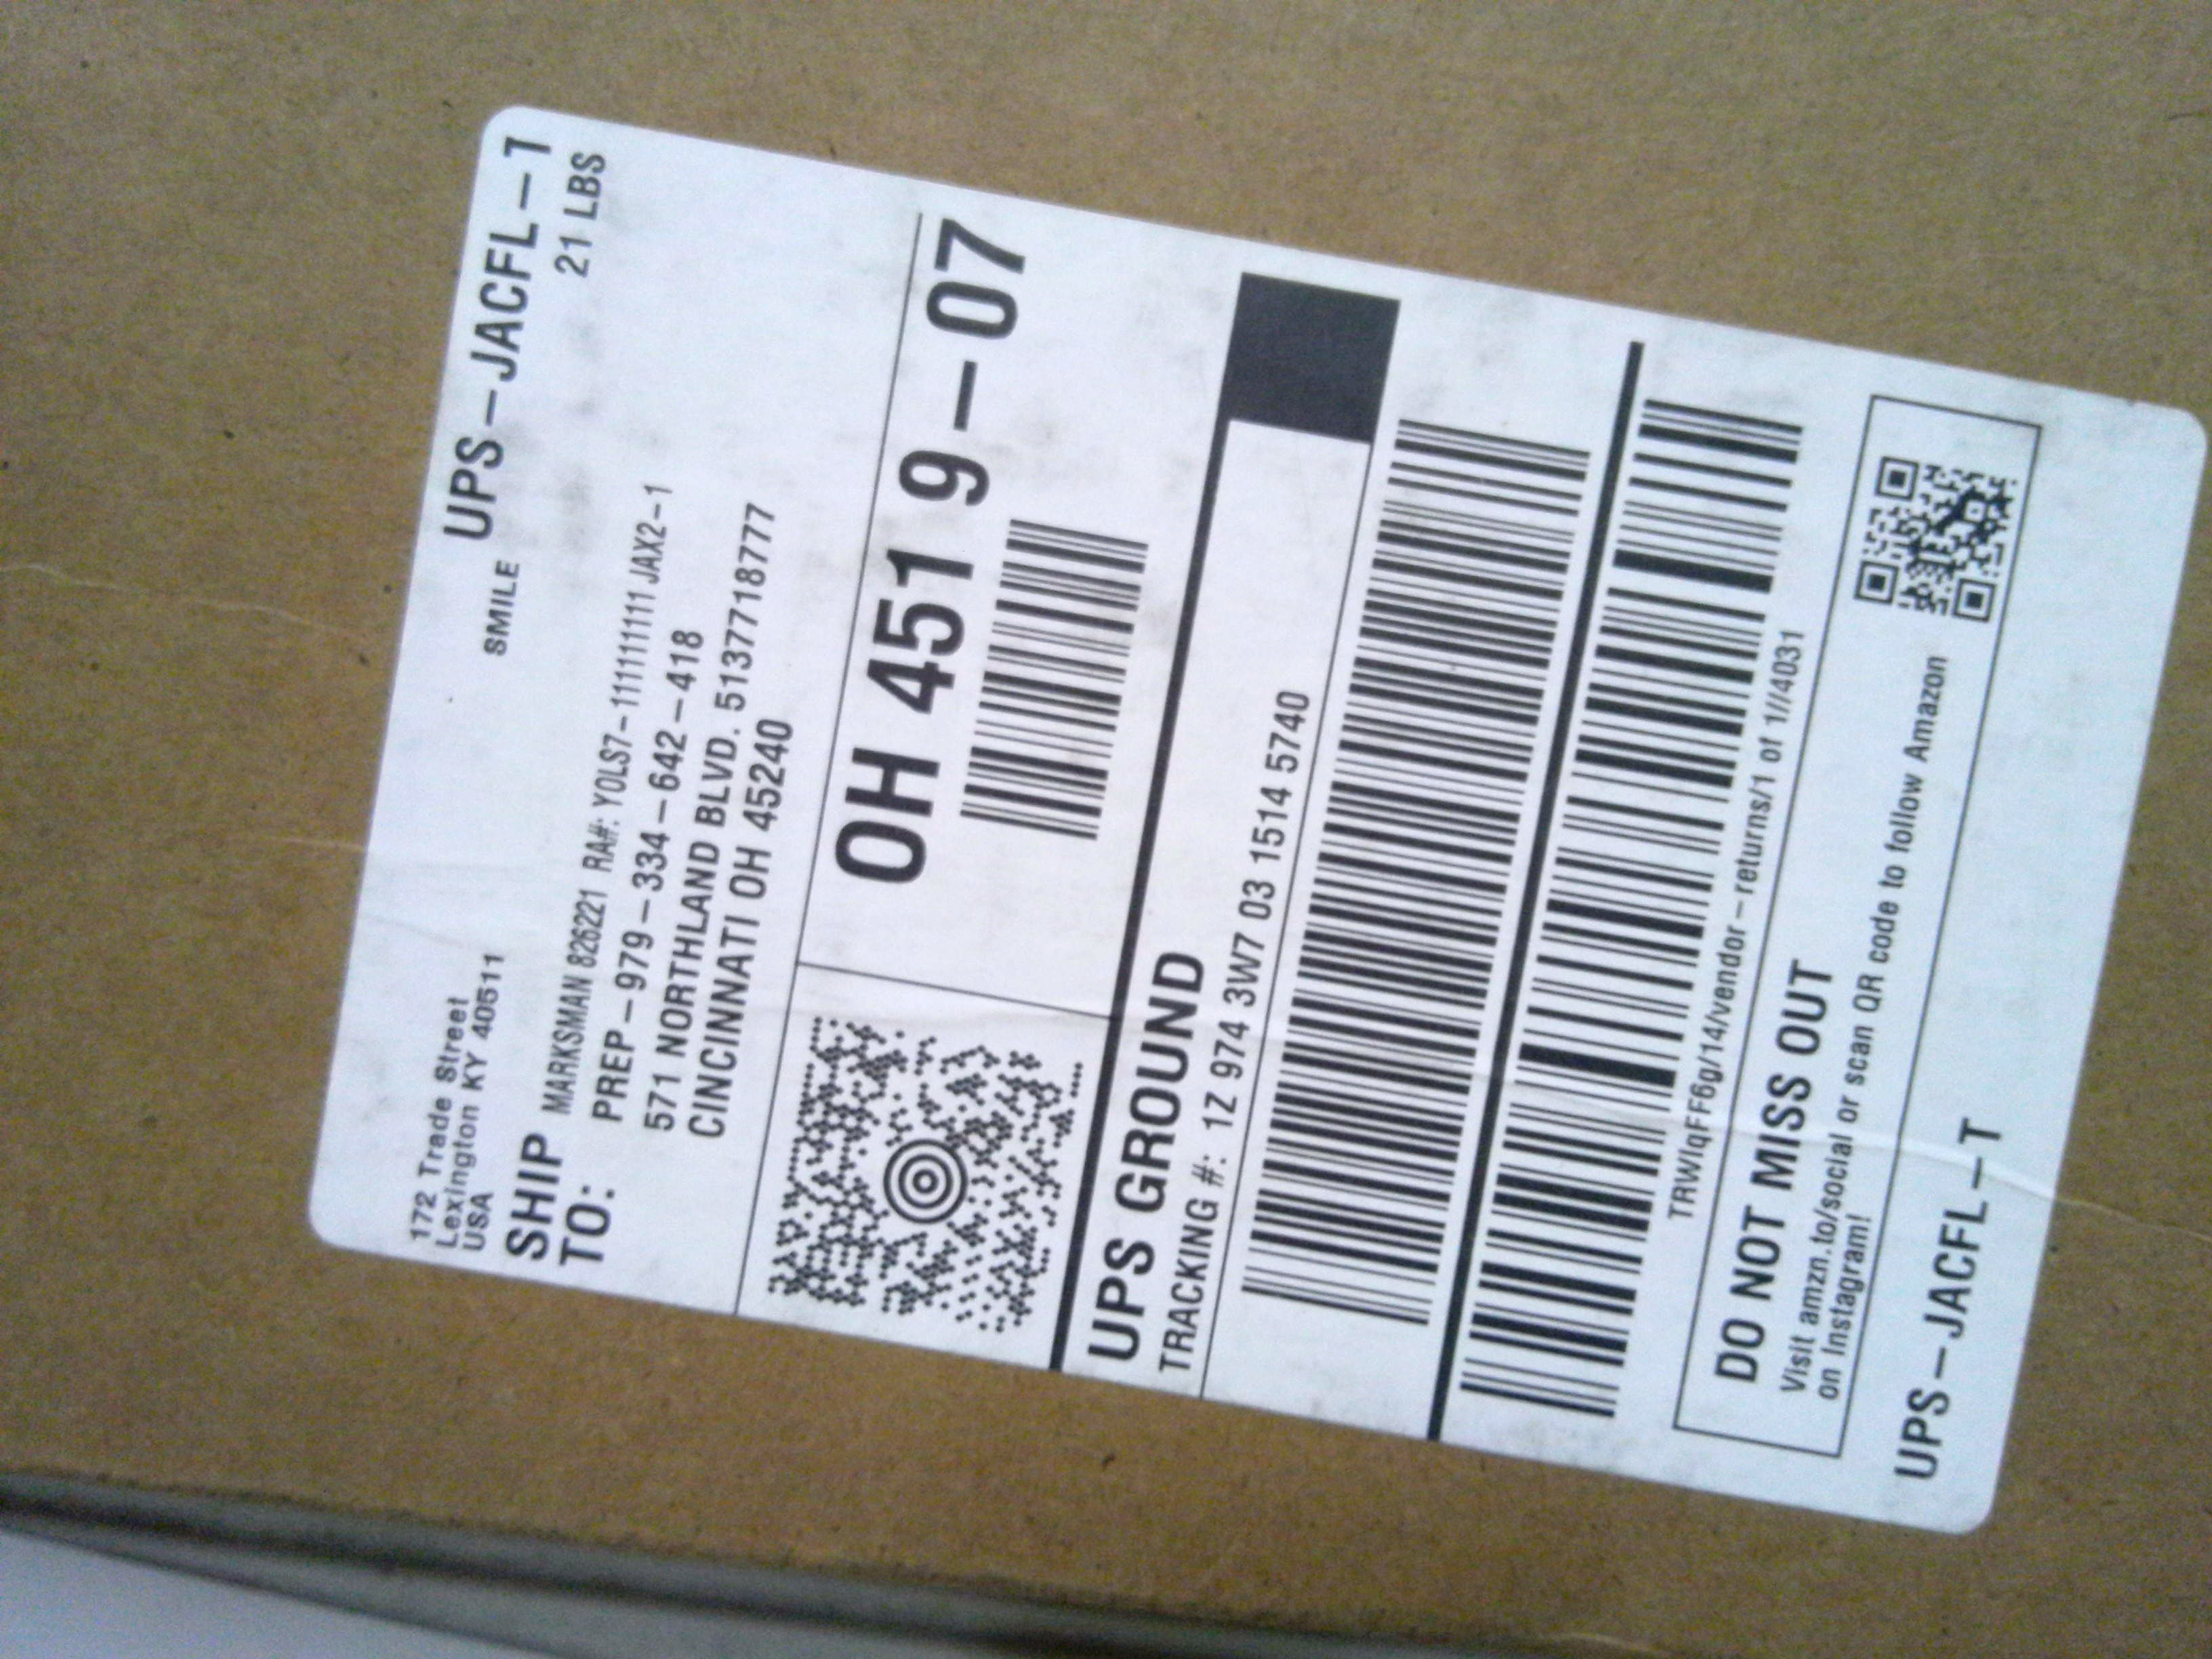 UPS-JACFL-T
SMILE 21 LBS
172 Trade Street
Lexington KY 40511
USA
SHIP TO:
MARKSMAN 826221 RA#: YOLS7-1111111111 JAX2-1
PREP-979-334-642-418
571 NORTHLAND BLVD. 5137718777
CINCINNATI OH 45240
OH 451 9-07
UPS GROUND
TRACKING #: 1Z 974 3W7 03 1514 5740
TRWIqFF6g/14/vendor-returns/1 of 1//4031
DO NOT MISS OUT
Visit amzn.to/social or scan QR code to follow Amazon
on Instagram!
UPS-JACFL-T